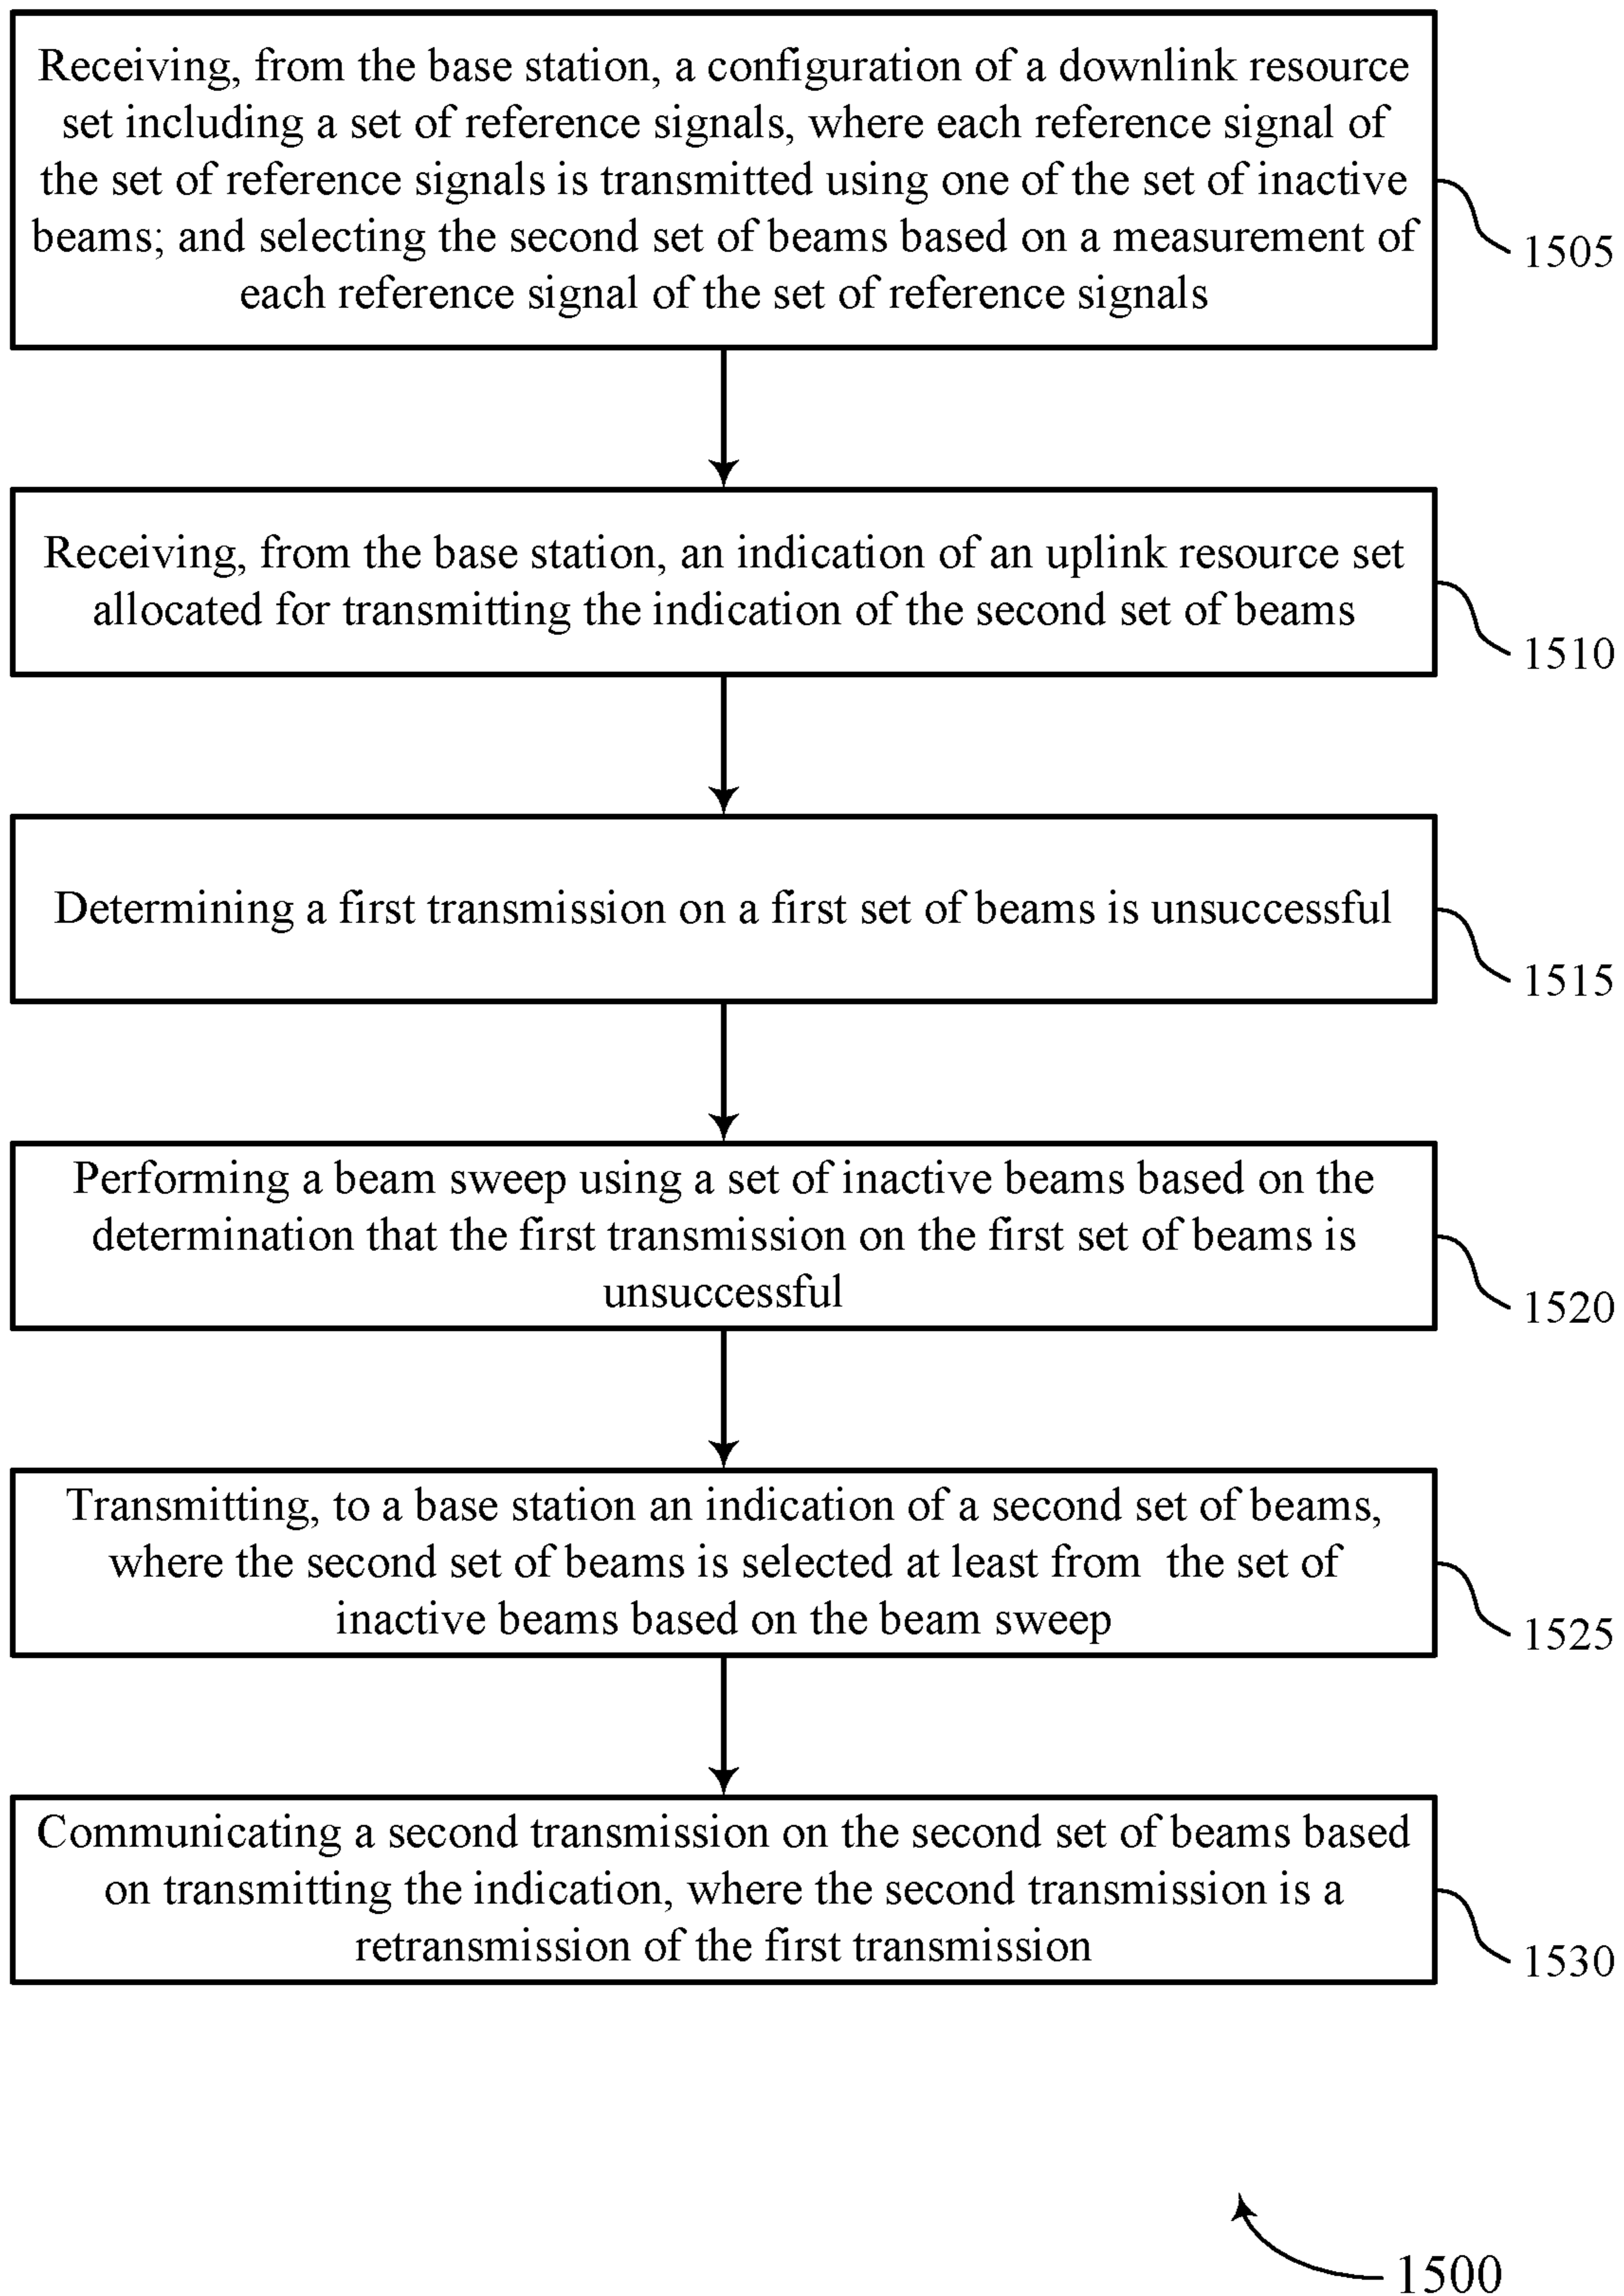 Receiving, from the base station, a configuration of a downlink resource
set including a set of reference signals, where each reference signal of
the set of reference signals is transmitted using one of the set of inactive
beams; and selecting the second set of beams based on a measurement of
each reference signal of the set of reference signals
1505
Receiving, from the base station, an indication of an uplink resource set
allocated for transmitting the indication of the second set of beams
1510
Determining a first transmission on a first set of beams is unsuccessful
1515
Performing a beam sweep using a set of inactive beams based on the
determination that the first transmission on the first set of beams is
unsuccessful
1520
Transmitting, to a base station an indication of a second set of beams,
where the second set of beams is selected at least from the set of
inactive beams based on the beam sweep
1525
Communicating a second transmission on the second set of beams based
on transmitting the indication, where the second transmission is a
retransmission of the first transmission
1530
1500